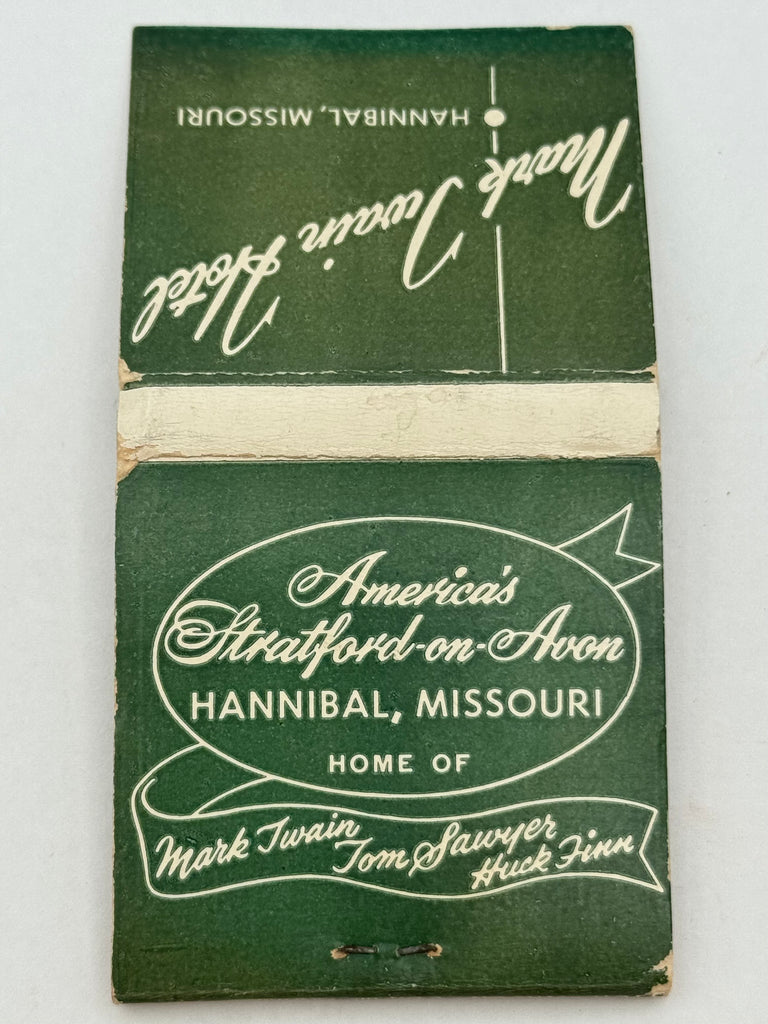 Mark Twain Hotel
HANNIBAL, MISSOURI
America's
Stratford-on-Avon
HANNIBAL, MISSOURI
HOME OF
Mark Twain
Tom Sawyer
Huck Finn